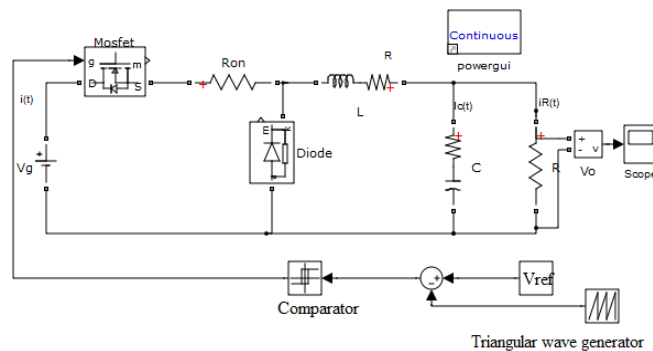 Continuous
powergui
Mosfet
g
m
D
S
Ron
R
L
i(t)
Ic(t)
iR(t)
Vg
Diode
C
R
+
-
v
Vo
Scope
Comparator
Vref
Triangular wave generator